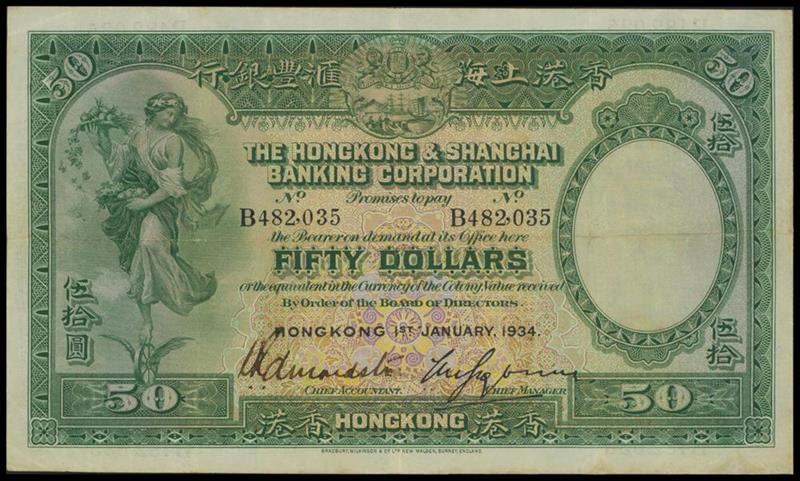 50
行銀豐滙 海上港香
50
THE HONGKONG & SHANGHAI
BANKING CORPORATION
Nº Promises to pay Nº
B482,035 B482,035
the Bearer on demand at its Office here
FIFTY DOLLARS
or the equivalent in the Currency of the Colony Value received
By Order of the BOARD OF DIRECTORS.
HONGKONG 1ST JANUARY, 1934.
CHIEF ACCOUNTANT. CHIEF MANAGER
伍拾圓
伍拾
伍拾
50
港香 HONGKONG 港香
50
BRADBURY, WILKINSON & Cº LTD NEW MALDEN, SURREY, ENGLAND.